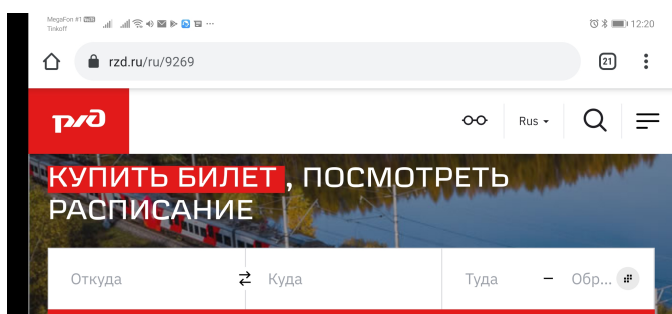 MegaFon #1 VoLTE
Tinkoff
12:20
rzd.ru/ru/9269
21
ржд
Rus
КУПИТЬ БИЛЕТ, ПОСМОТРЕТЬ
РАСПИСАНИЕ
Откуда
Куда
Туда – Обр...